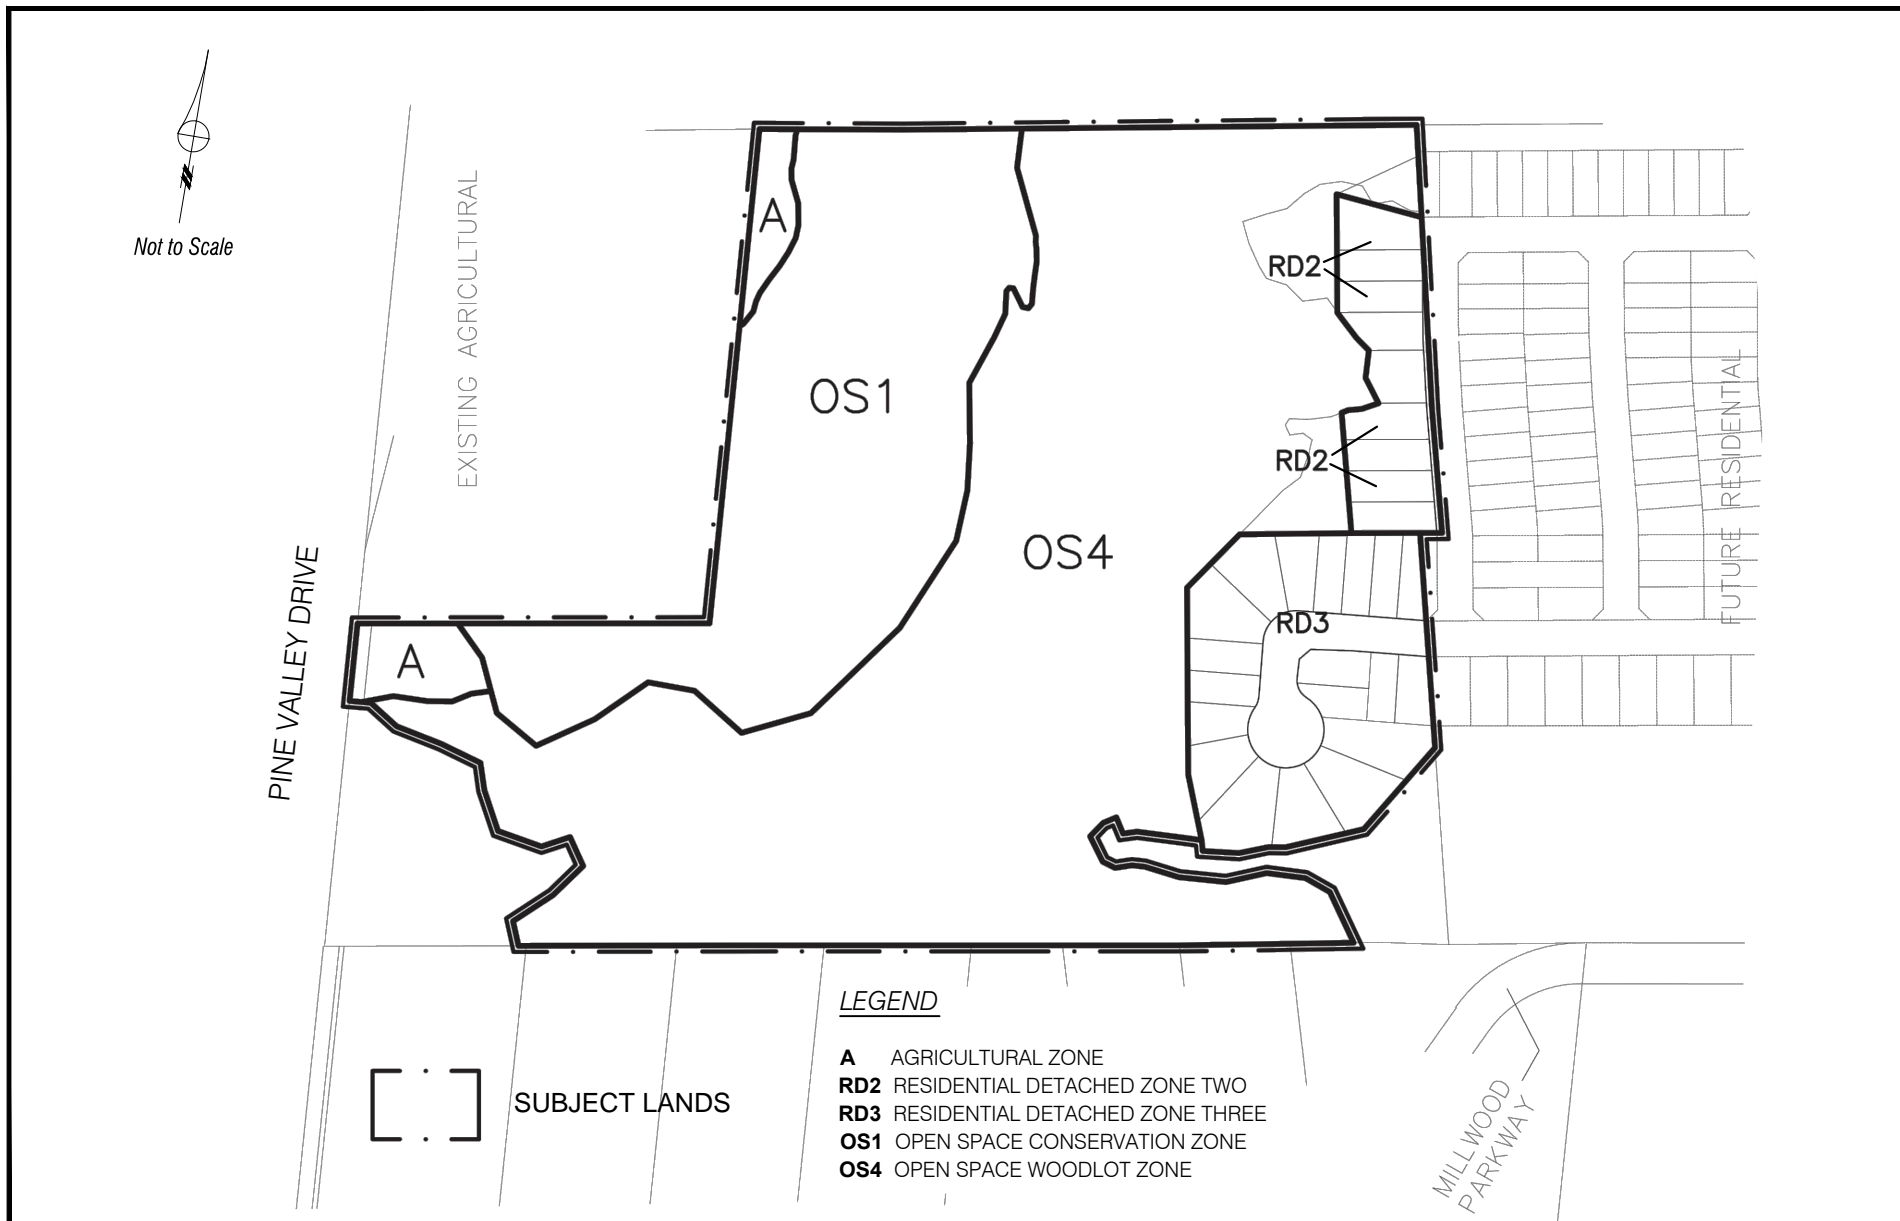 Not to Scale
EXISTING AGRICULTURAL
A
RD2
OS1
RD2
OS4
FUTURE RESIDENTIAL
PINE VALLEY DRIVE
A
RD3
LEGEND
A AGRICULTURAL ZONE
RD2 RESIDENTIAL DETACHED ZONE TWO
RD3 RESIDENTIAL DETACHED ZONE THREE
OS1 OPEN SPACE CONSERVATION ZONE
OS4 OPEN SPACE WOODLOT ZONE
SUBJECT LANDS
MILLWOOD
PARKWAY